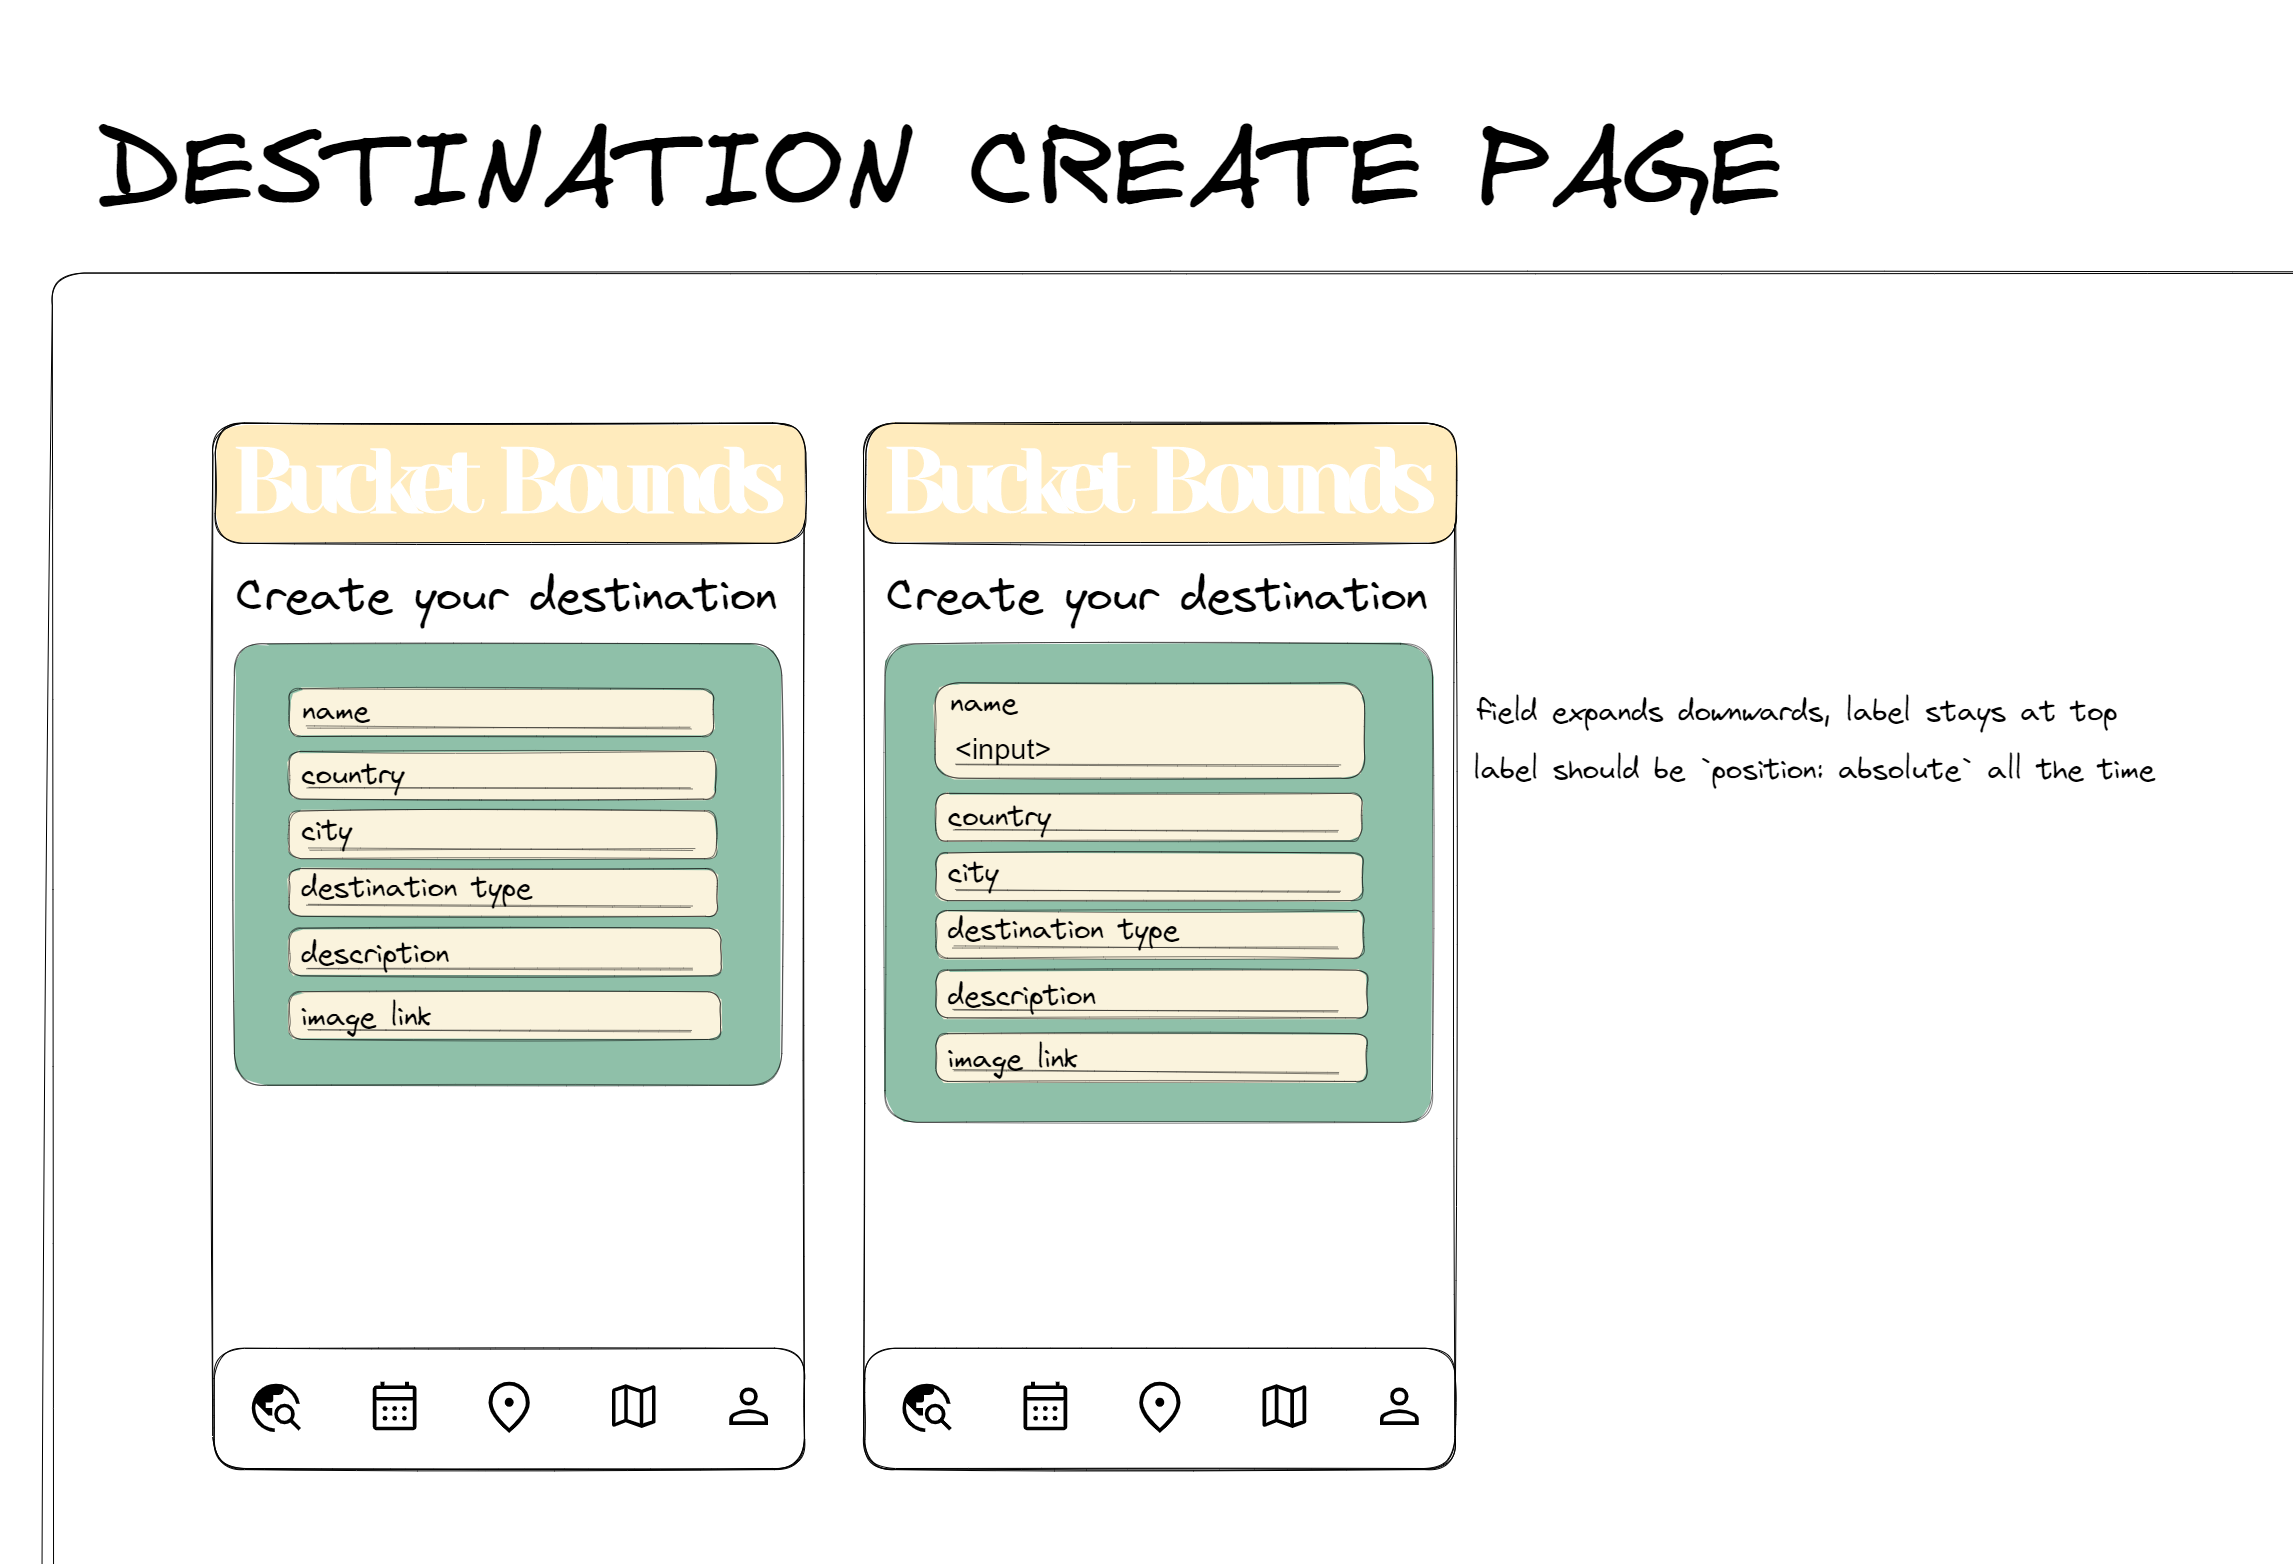 DESTINATION CREATE PAGE
Bucket Bounds
Create your destination
name
country
city
destination type
description
image link
Bucket Bounds
Create your destination
name
<input>
country
city
destination type
description
image link
field expands downwards, label stays at top
label should be `position: absolute` all the time